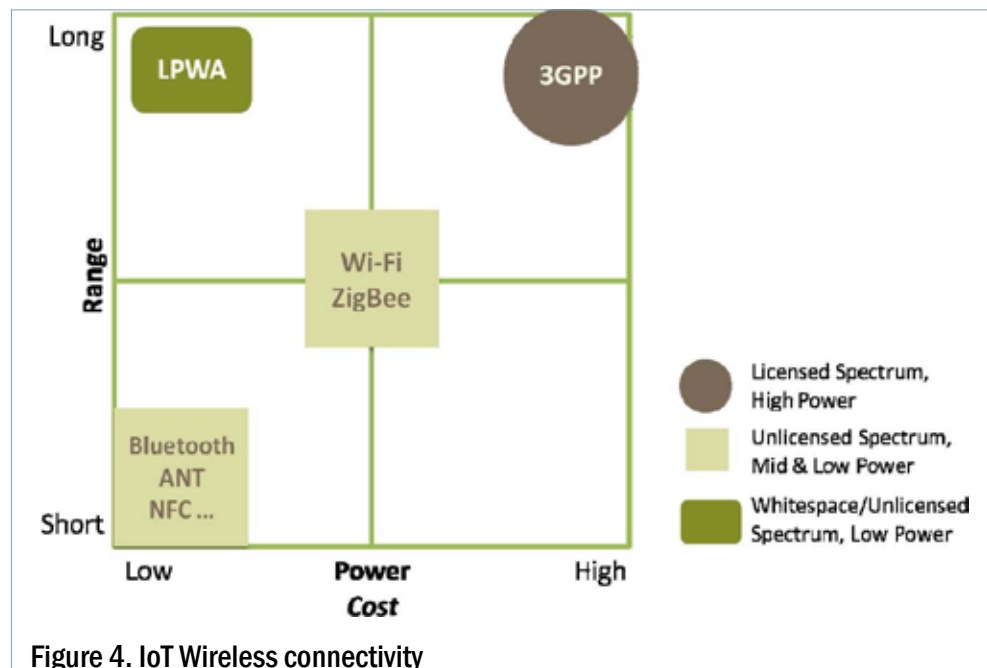 Long
LPWA
3GPP
Range
Wi-Fi
ZigBee
Bluetooth
ANT
NFC ...
Short
Low
Power
High
Cost
Licensed Spectrum,
High Power
Unlicensed Spectrum,
Mid & Low Power
Whitespace/Unlicensed
Spectrum, Low Power
Figure 4. IoT Wireless connectivity